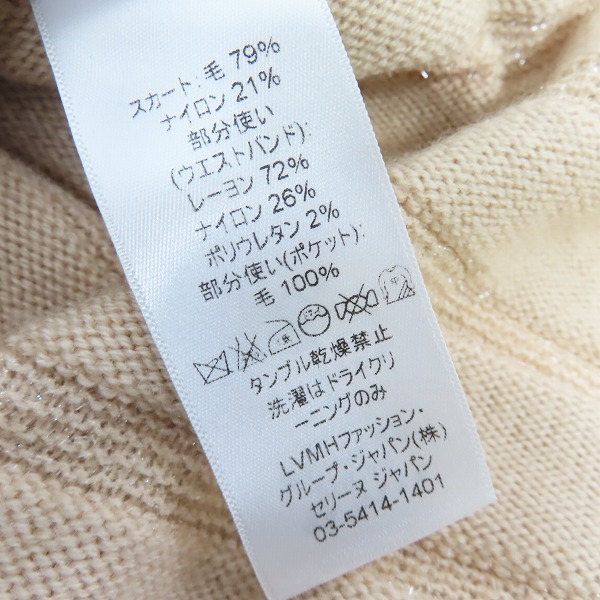 スカート: 毛 79%
ナイロン 21%
部分使い
(ウエストバンド):
レーヨン 72%
ナイロン 26%
ポリウレタン 2%
部分使い(ポケット):
毛 100%
タンブル乾燥禁止
洗濯はドライクリ
ーニングのみ
LVMHファッション・
グループ・ジャパン(株)
セリーヌ ジャパン
03-5414-1401